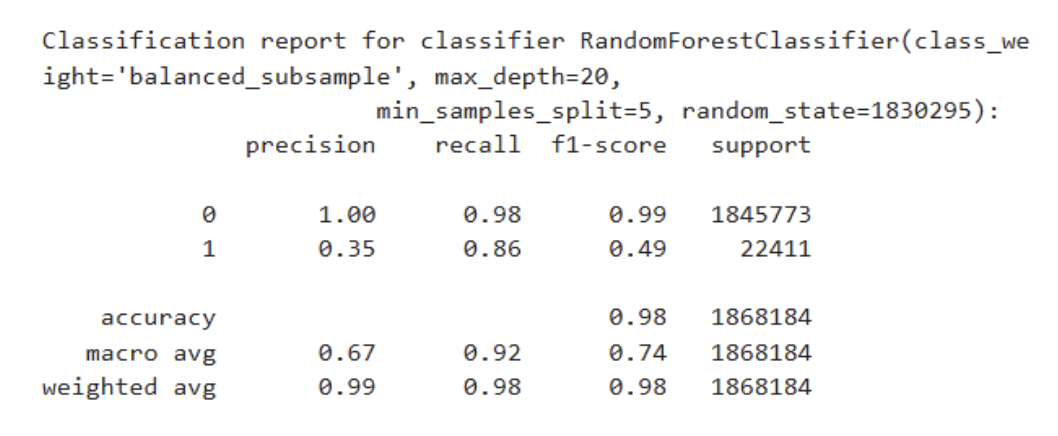 Classification report for classifier RandomForestClassifier(class_we
ight='balanced_subsample', max_depth=20,
min_samples_split=5, random_state=1830295):
precision recall f1-score support
0 1.00 0.98 0.99 1845773
1 0.35 0.86 0.49 22411
accuracy 0.98 1868184
macro avg 0.67 0.92 0.74 1868184
weighted avg 0.99 0.98 0.98 1868184